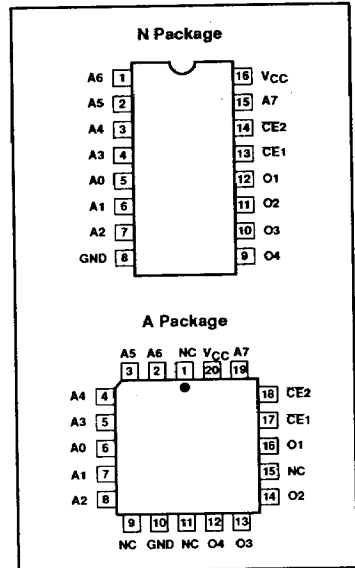 N Package
A6 1 16 VCC
A5 2 15 A7
A4 3 14 CE2
A3 4 13 CE1
A0 5 12 O1
A1 6 11 O2
A2 7 10 O3
GND 8 9 O4
A Package
A5 A6 NC VCC A7
3 2 1 20 19
A4 4 18 CE2
A3 5 17 CE1
A0 6 16 O1
A1 7 15 NC
A2 8 14 O2
9 10 11 12 13
NC GND NC O4 O3